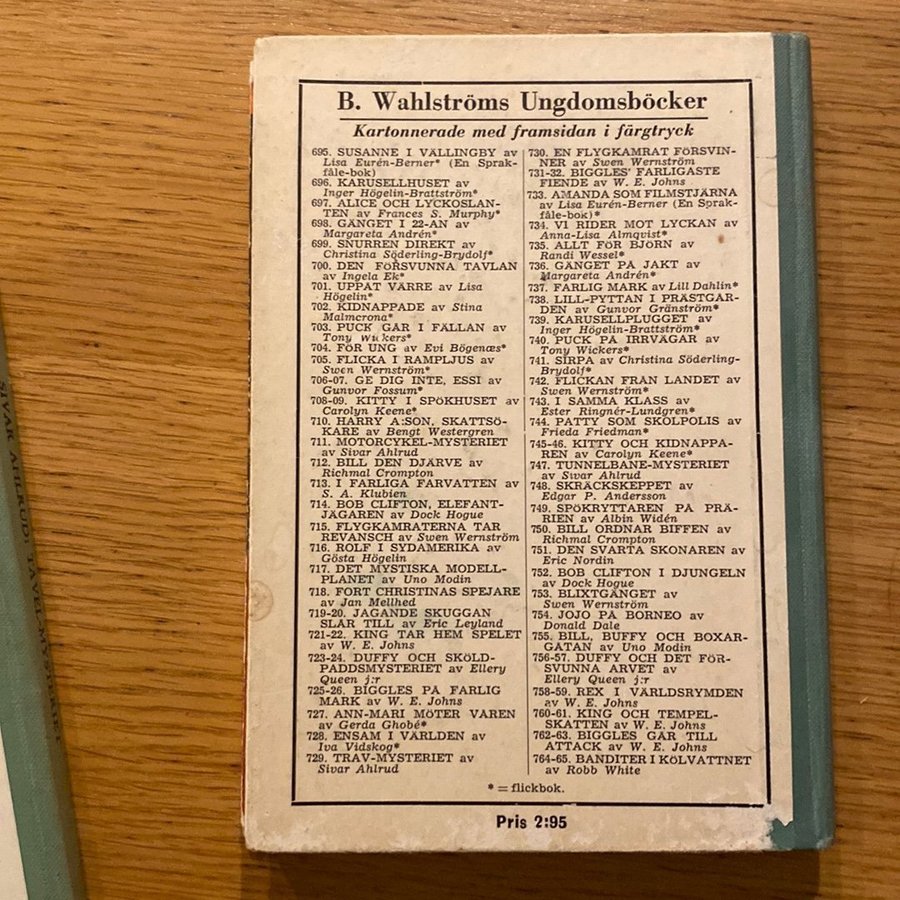 B. Wahlströms Ungdomsböcker
Kartonnerade med framsidan i färgtryck
695. SUSANNE I VÄLLINGBY av
Lisa Eurén-Berner* (En Språk-
fåle-bok)
696. KARUSELLHUSET av
Inger Högelin-Brattström*
697. ALICE OCH LYCKOSLAN-
TEN av Frances S. Murphy*
698. GÄNGET I 22-AN av
Margareta Andrén*
699. SNURREN DIREKT av
Christina Söderling-Brydolf*
700. DEN FÖRSVUNNA TAVLAN
av Ingela Ek*
701. UPPÅT VÄRRE av Lisa
Högelin*
702. KIDNAPPADE av Stina
Malmcrona*
703. PUCK GÅR I FÄLLAN av
Tony Wickers*
704. FÖR UNG av Evi Bögenæs*
705. FLICKA I RAMPLJUS av
Swen Wernström*
706-07. GE DIG INTE, ESSI av
Gunvor Fossum*
708-09. KITTY I SPÖKHUSET av
Carolyn Keene*
710. HARRY A:SON, SKATTSÖ-
KARE av Bengt Westergren
711. MOTORCYKEL-MYSTERIET
av Sivar Ahlrud
712. BILL DEN DJÄRVE av
Richmal Crompton
713. I FARLIGA FARVATTEN av
S. A. Klubien
714. BOB CLIFTON, ELEFANT-
JÄGAREN av Dock Hogue
715. FLYGKAMRATERNA TAR
REVANSCH av Swen Wernström
716. ROLF I SYDAMERIKA av
Gösta Högelin
717. DET MYSTISKA MODELL-
PLANET av Uno Modin
718. FORT CHRISTINAS SPEJARE
av Jan Mellhed
719-20. JAGANDE SKUGGAN
SLÅR TILL av Eric Leyland
721-22. KING TAR HEM SPELET
av W. E. Johns
723-24. DUFFY OCH SKÖLD-
PADDSMYSTERIET av Ellery
Queen j:r
725-26. BIGGLES PÅ FARLIG
MARK av W. E. Johns
727. ANN-MARI MÖTER VÅREN
av Gerda Ghobé*
728. ENSAM I VÄRLDEN av
Iva Vidskog*
729. TRAV-MYSTERIET av
Sivar Ahlrud
730. EN FLYGKAMRAT FÖRSVIN-
NER av Swen Wernström
731-32. BIGGLES' FARLIGASTE
FIENDE av W. E. Johns
733. AMANDA SOM FILMSTJÄRNA
av Lisa Eurén-Berner (En Språk-
fåle-bok)*
734. VI RIDER MOT LYCKAN av
Anna-Lisa Almqvist*
735. ALLT FÖR BJÖRN av
Randi Wessel*
736. GÄNGET PÅ JAKT av
Margareta Andrén*
737. FARLIG MARK av Lill Dahlin*
738. LILL-PYTTAN I PRÄSTGÅR-
DEN av Gunvor Gränström*
739. KARUSELLPLUGGET av
Inger Högelin-Brattström*
740. PUCK PÅ IRRVÄGAR av
Tony Wickers*
741. SIRPA av Christina Söderling-
Brydolf*
742. FLICKAN FRÅN LANDET av
Swen Wernström*
743. I SAMMA KLASS av
Ester Ringnér-Lundgren*
744. PATTY SOM SKOLPOLIS av
Frieda Friedman*
745-46. KITTY OCH KIDNAPPA-
REN av Carolyn Keene*
747. TUNNELBANE-MYSTERIET
av Sivar Ahlrud
748. SKRÄCKSKEPPET av
Edgar P. Andersson
749. SPÖKRYTTAREN PÅ PRÄ-
RIEN av Albin Widén
750. BILL ORDNAR BIFFEN av
Richmal Crompton
751. DEN SVARTA SKONAREN av
Eric Nordin
752. BOB CLIFTON I DJUNGELN
av Dock Hogue
753. BLIXTGÄNGET av
Swen Wernström
754. JOJO PÅ BORNEO av
Donald Dale
755. BILL, BUFFY OCH BOXAR-
GATAN av Uno Modin
756-57. DUFFY OCH DET FÖR-
SVUNNA ARVET av
Ellery Queen j:r
758-59. REX I VÄRLDSRYMDEN
av W. E. Johns
760-61. KING OCH TEMPEL-
SKATTEN av W. E. Johns
762-63. BIGGLES GÅR TILL
ATTACK av W. E. Johns
764-65. BANDITER I KÖLVATTNET
av Robb White
* = flickbok.
Pris 2:95
SIVAR AHLRUD: TAVEL-MYSTERIET